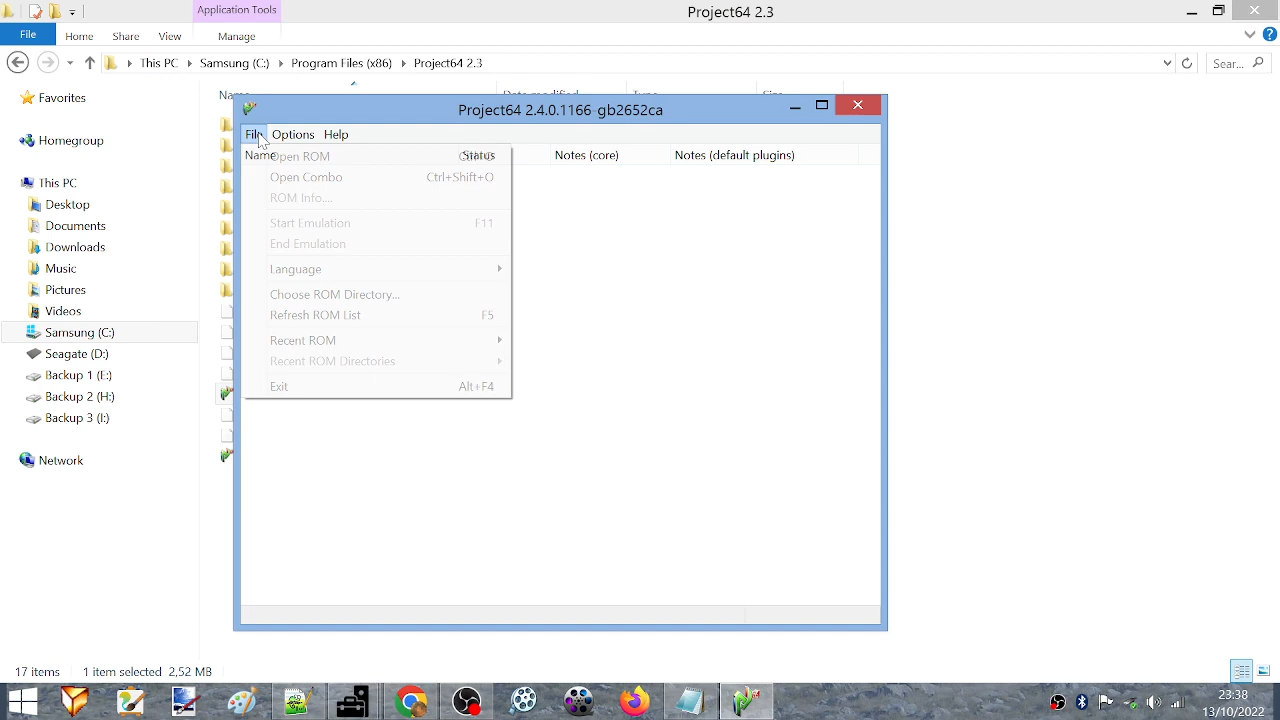 Application Tools
Project64 2.3
File Home Share View Manage
This PC Samsung (C:) Program Files (x86) Project64 2.3
Sear...
Favorites
Homegroup
This PC
Desktop
Documents
Downloads
Music
Pictures
Videos
Samsung (C:)
Seagate (D:)
Backup 1 (E:)
Backup 2 (H:)
Backup 3 (I:)
Network
Project64 2.4.0.1166-gb2652ca
File Options Help
Name Status Notes (core) Notes (default plugins)
Open ROM
Open Combo Ctrl+Shift+O
ROM Info....
Start Emulation F11
End Emulation
Language
Choose ROM Directory...
Refresh ROM List F5
Recent ROM
Recent ROM Directories
Exit Alt+F4
17 items 1 item selected 2,52 MB
23:38
13/10/2022